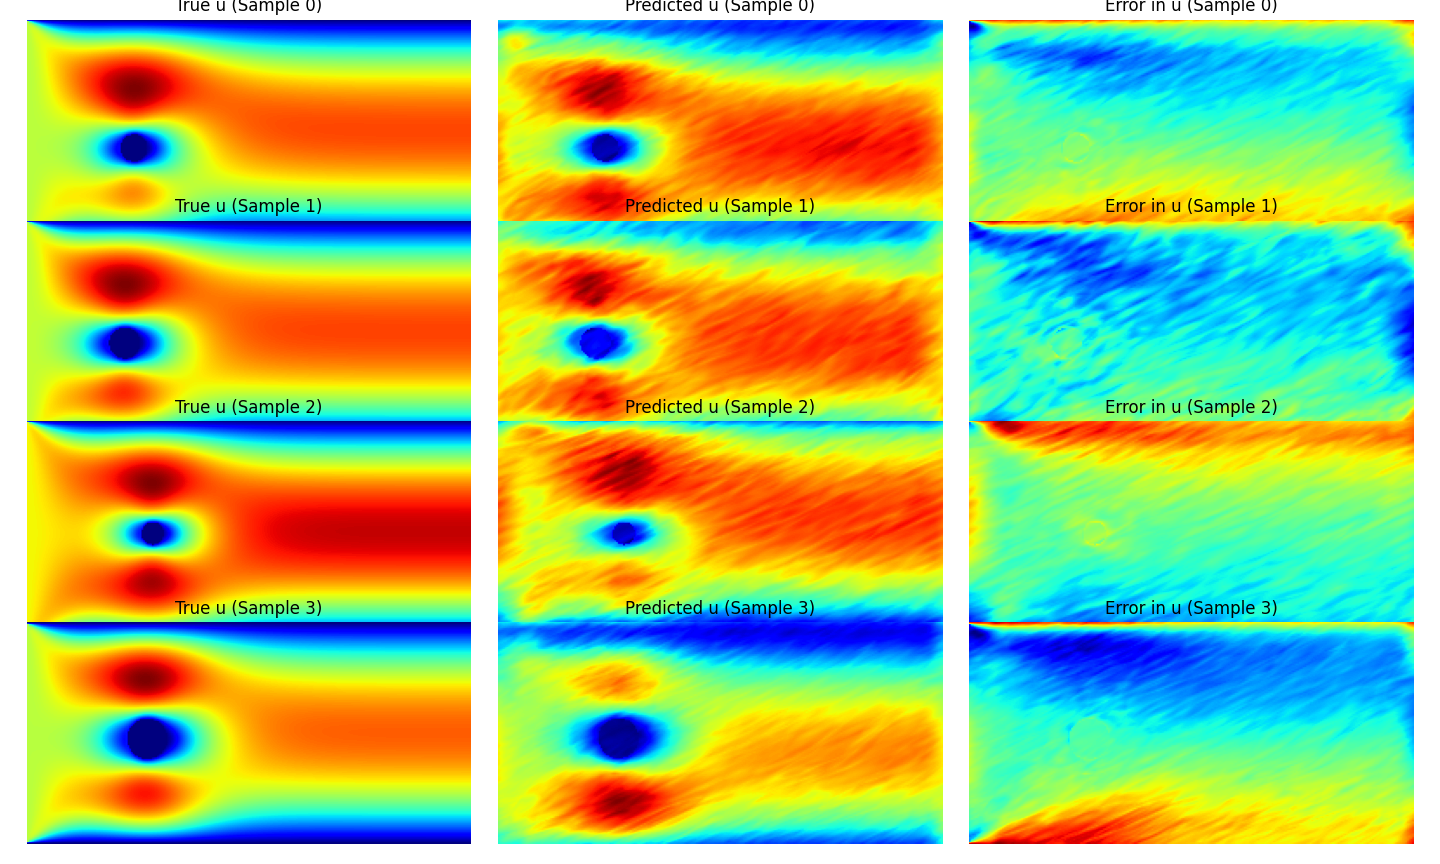 True u (Sample 0) Predicted u (Sample 0) Error in u (Sample 0)
True u (Sample 1) Predicted u (Sample 1) Error in u (Sample 1)
True u (Sample 2) Predicted u (Sample 2) Error in u (Sample 2)
True u (Sample 3) Predicted u (Sample 3) Error in u (Sample 3)